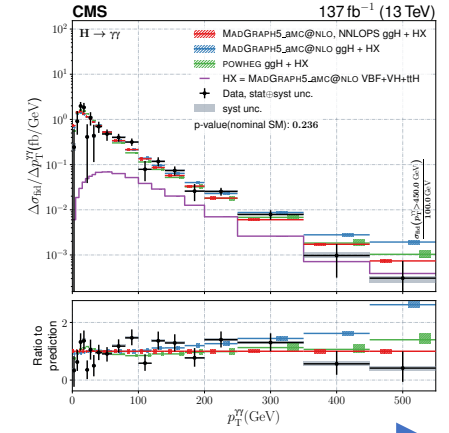 CMS 137 fb⁻¹ (13 TeV)
H → γγ
MADGRAPH5_AMC@NLO, NNLOPS ggH + HX
MADGRAPH5_AMC@NLO ggH + HX
POWHEG ggH + HX
HX = MADGRAPH5_AMC@NLO VBF+VH+ttH
Data, stat⊕syst unc.
syst unc.
p-value(nominal SM): 0.236
Δσ_fid/Δp_T^γγ(fb/GeV)
10²
10¹
10⁰
10⁻¹
10⁻²
10⁻³
σ_fid(p_T^γγ>450.0 GeV)
100.0 GeV
Ratio to
prediction
2
0
0 100 200 300 400 500
p_T^γγ(GeV)